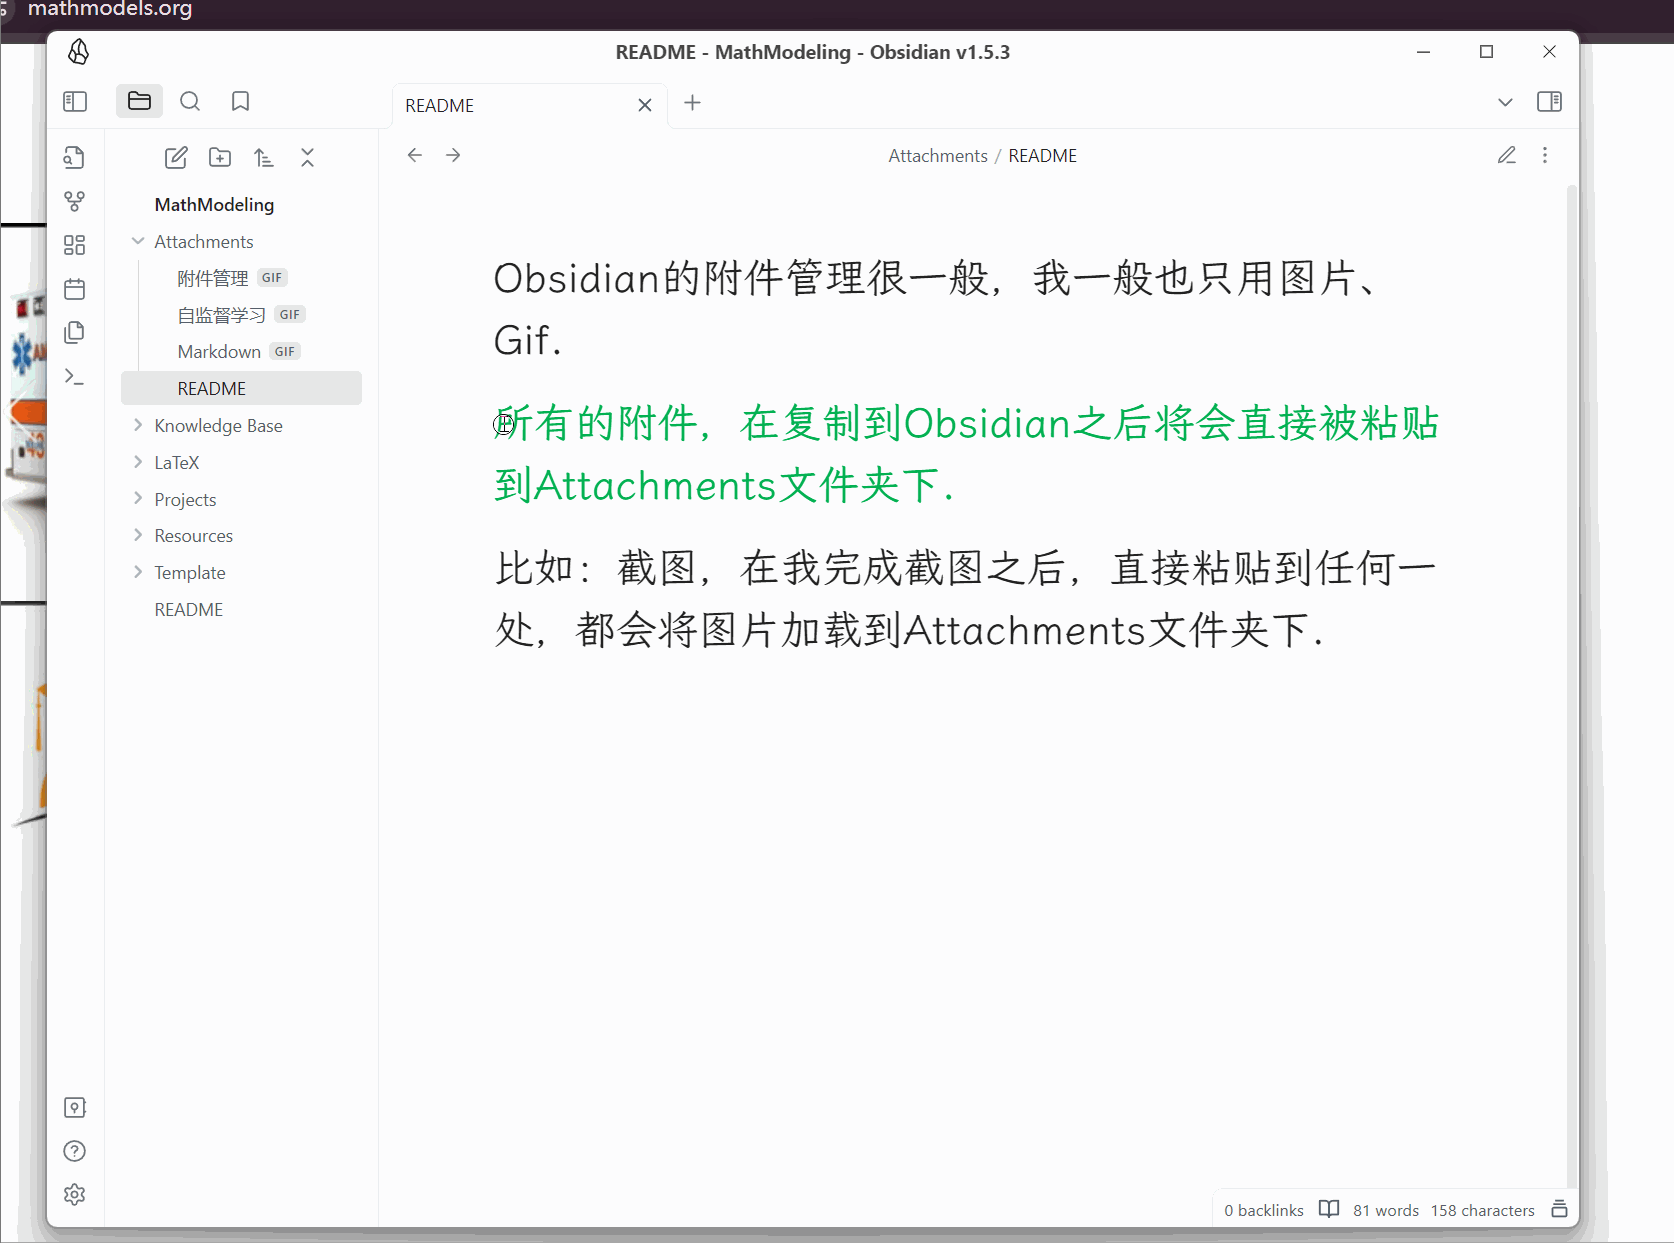 mathmodels.org
README - MathModeling - Obsidian v1.5.3
README
Attachments / README
MathModeling
Attachments
附件管理 GIF
自监督学习 GIF
Markdown GIF
README
Knowledge Base
LaTeX
Projects
Resources
Template
README
Obsidian的附件管理很一般，我一般也只用图片、
Gif.
所有的附件，在复制到Obsidian之后将会直接被粘贴
到Attachments文件夹下.
比如：截图，在我完成截图之后，直接粘贴到任何一
处，都会将图片加载到Attachments文件夹下.
0 backlinks 81 words 158 characters